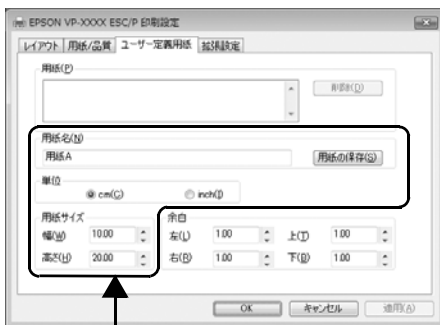 EPSON VP-XXXX ESC/P 印刷設定
レイアウト 用紙/品質 ユーザー定義用紙 拡張設定
用紙(P)
削除(D)
用紙名(N)
用紙A
用紙の保存(S)
単位
cm(C) inch(I)
用紙サイズ 余白
幅(W) 10.00 左(L) 1.00 上(T) 1.00
高さ(H) 20.00 右(R) 1.00 下(B) 1.00
OK キャンセル 適用(A)